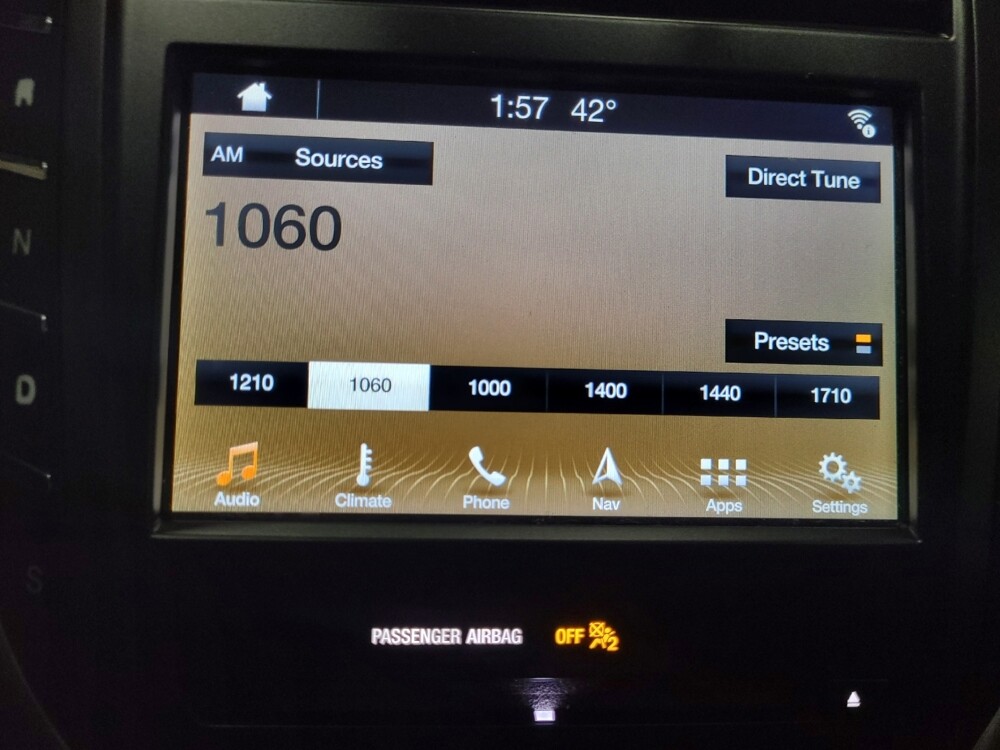 1:57 42°
AM Sources
Direct Tune
1060
Presets
1210 1060 1000 1400 1440 1710
Audio Climate Phone Nav Apps Settings
N
D
S
PASSENGER AIRBAG OFF 2